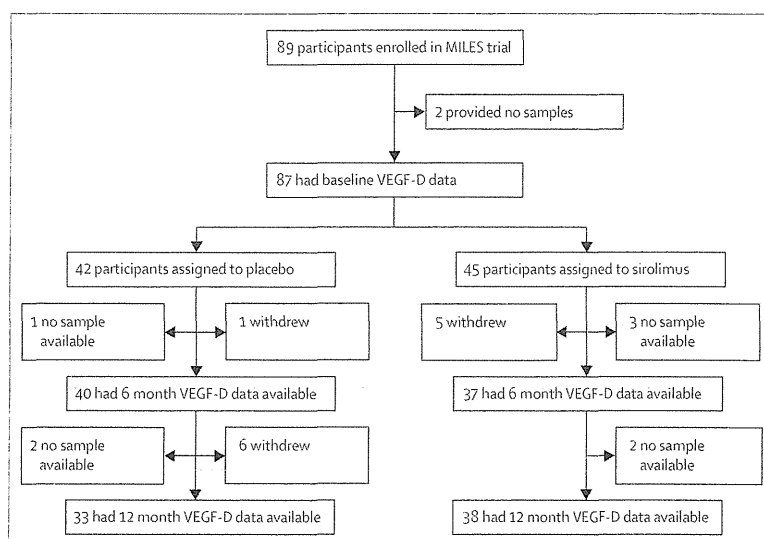 89 participants enrolled in MILES trial
2 provided no samples
87 had baseline VEGF-D data
42 participants assigned to placebo
45 participants assigned to sirolimus
1 no sample
available
1 withdrew
5 withdrew
3 no sample
available
40 had 6 month VEGF-D data available
37 had 6 month VEGF-D data available
2 no sample
available
6 withdrew
2 no sample
available
33 had 12 month VEGF-D data available
38 had 12 month VEGF-D data available